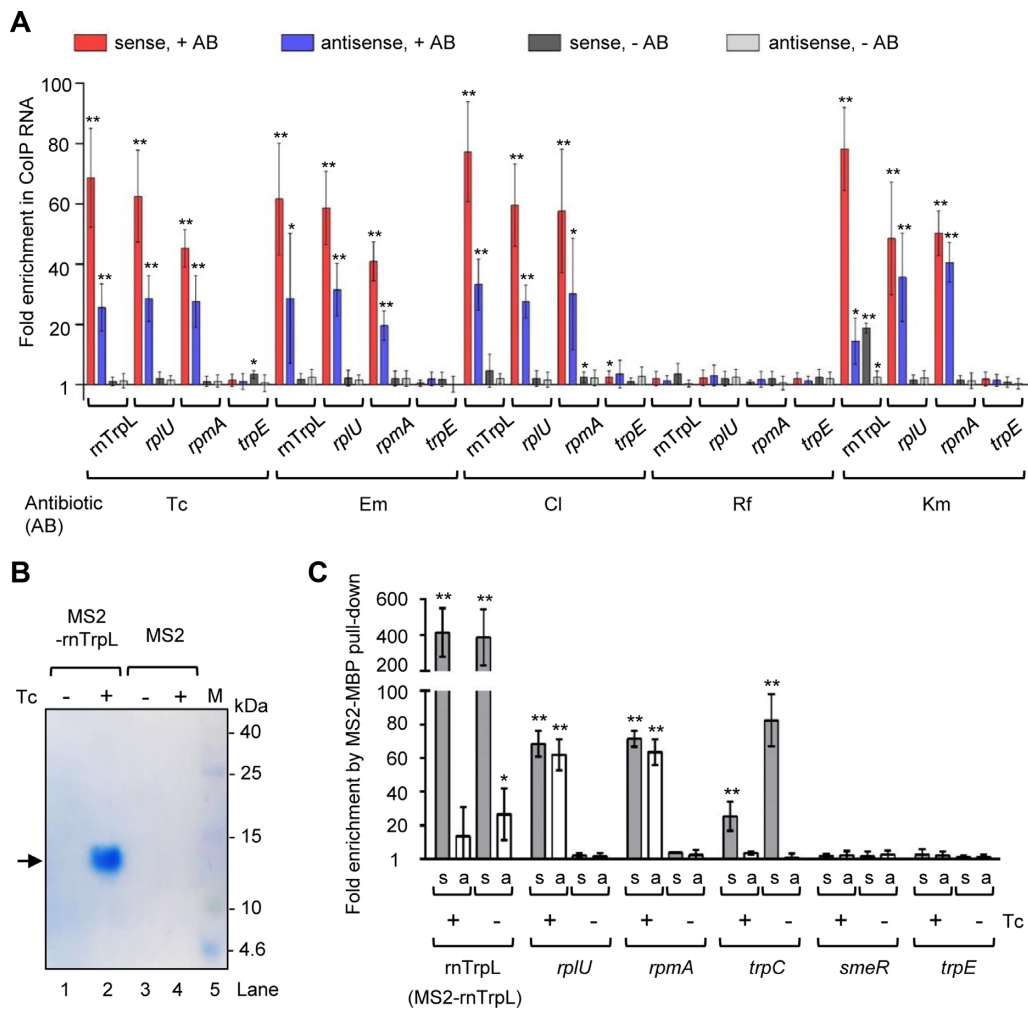 A
sense, + AB   antisense, + AB   sense, - AB   antisense, - AB
Fold enrichment in CoIP RNA
100
80
60
40
20
1
** ** ** ** ** ** * ** * ** ** ** ** ** ** ** ** * * * ** * ** * ** ** ** **
rnTrpL rplU rpmA trpE rnTrpL rplU rpmA trpE rnTrpL rplU rpmA trpE rnTrpL rplU rpmA trpE rnTrpL rplU rpmA trpE
Antibiotic
(AB)
Tc Em Cl Rf Km
B
MS2
-rnTrpL
MS2
Tc - + - + M kDa
- 40
- 25
- 15
- 10
- 4.6
1 2 3 4 5 Lane
C
Fold enrichment by MS2-MBP pull-down
600
400
200
100
80
60
40
20
1
** ** * ** ** ** ** ** **
s a s a s a s a s a s a s a s a s a s a s a s a
+ - + - + - + - + - + - Tc
rnTrpL rplU rpmA trpC smeR trpE
(MS2-rnTrpL)